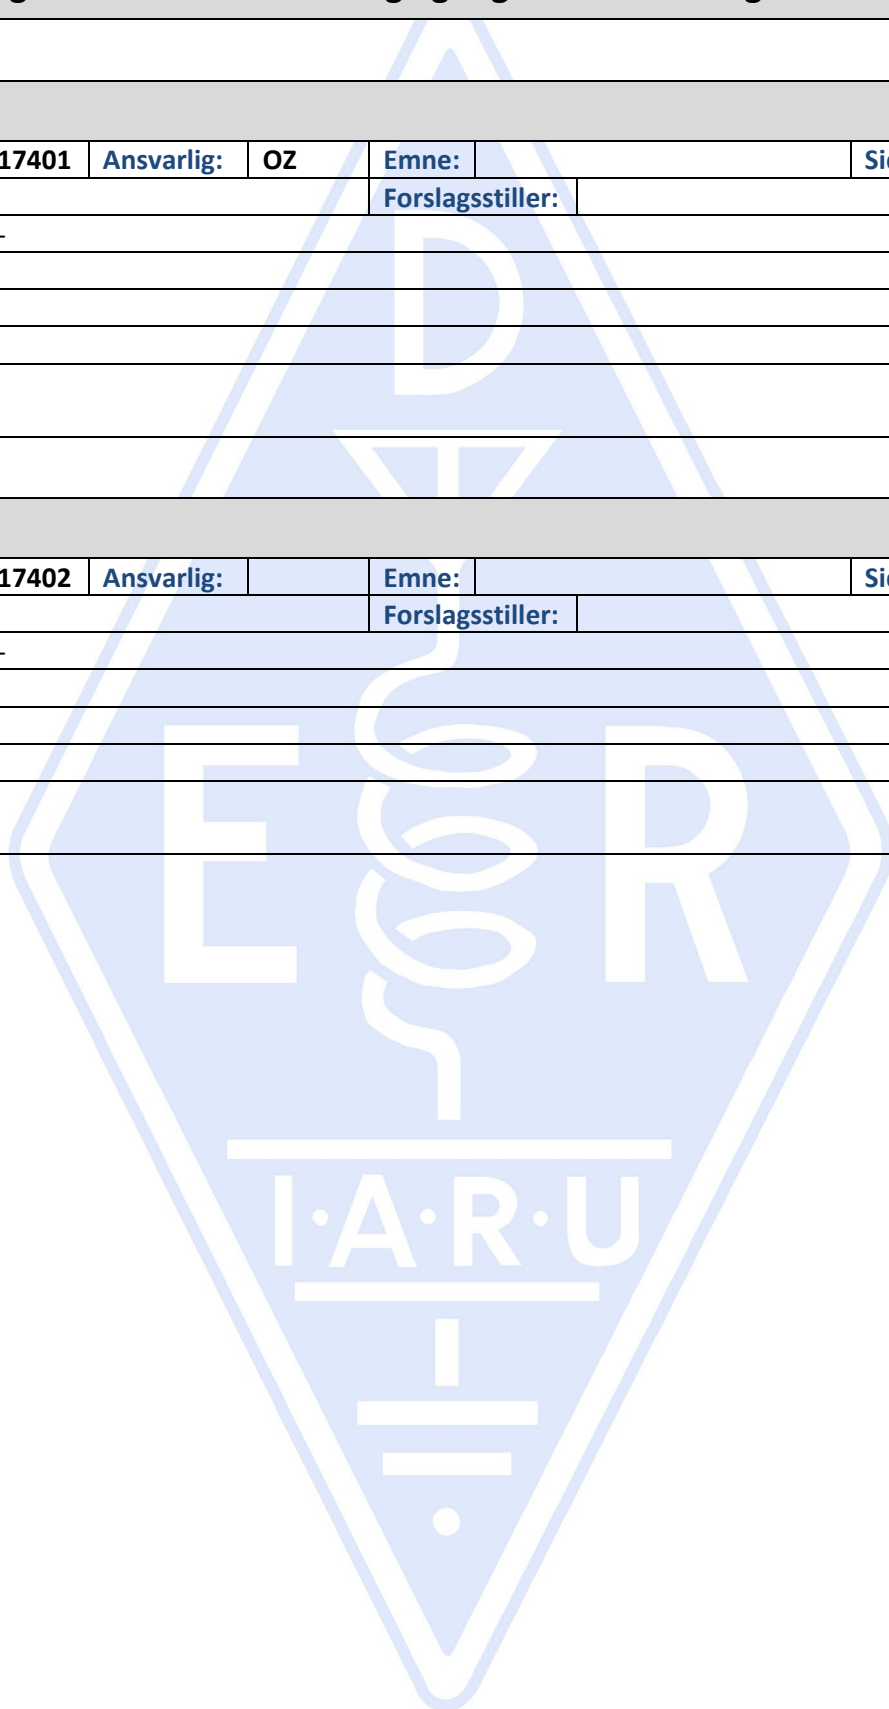 17401 Ansvarlig: OZ Emne:
Forslagsstiller:
-
17402 Ansvarlig: Emne:
Forslagsstiller:
-
D
E R
I·A·R·U